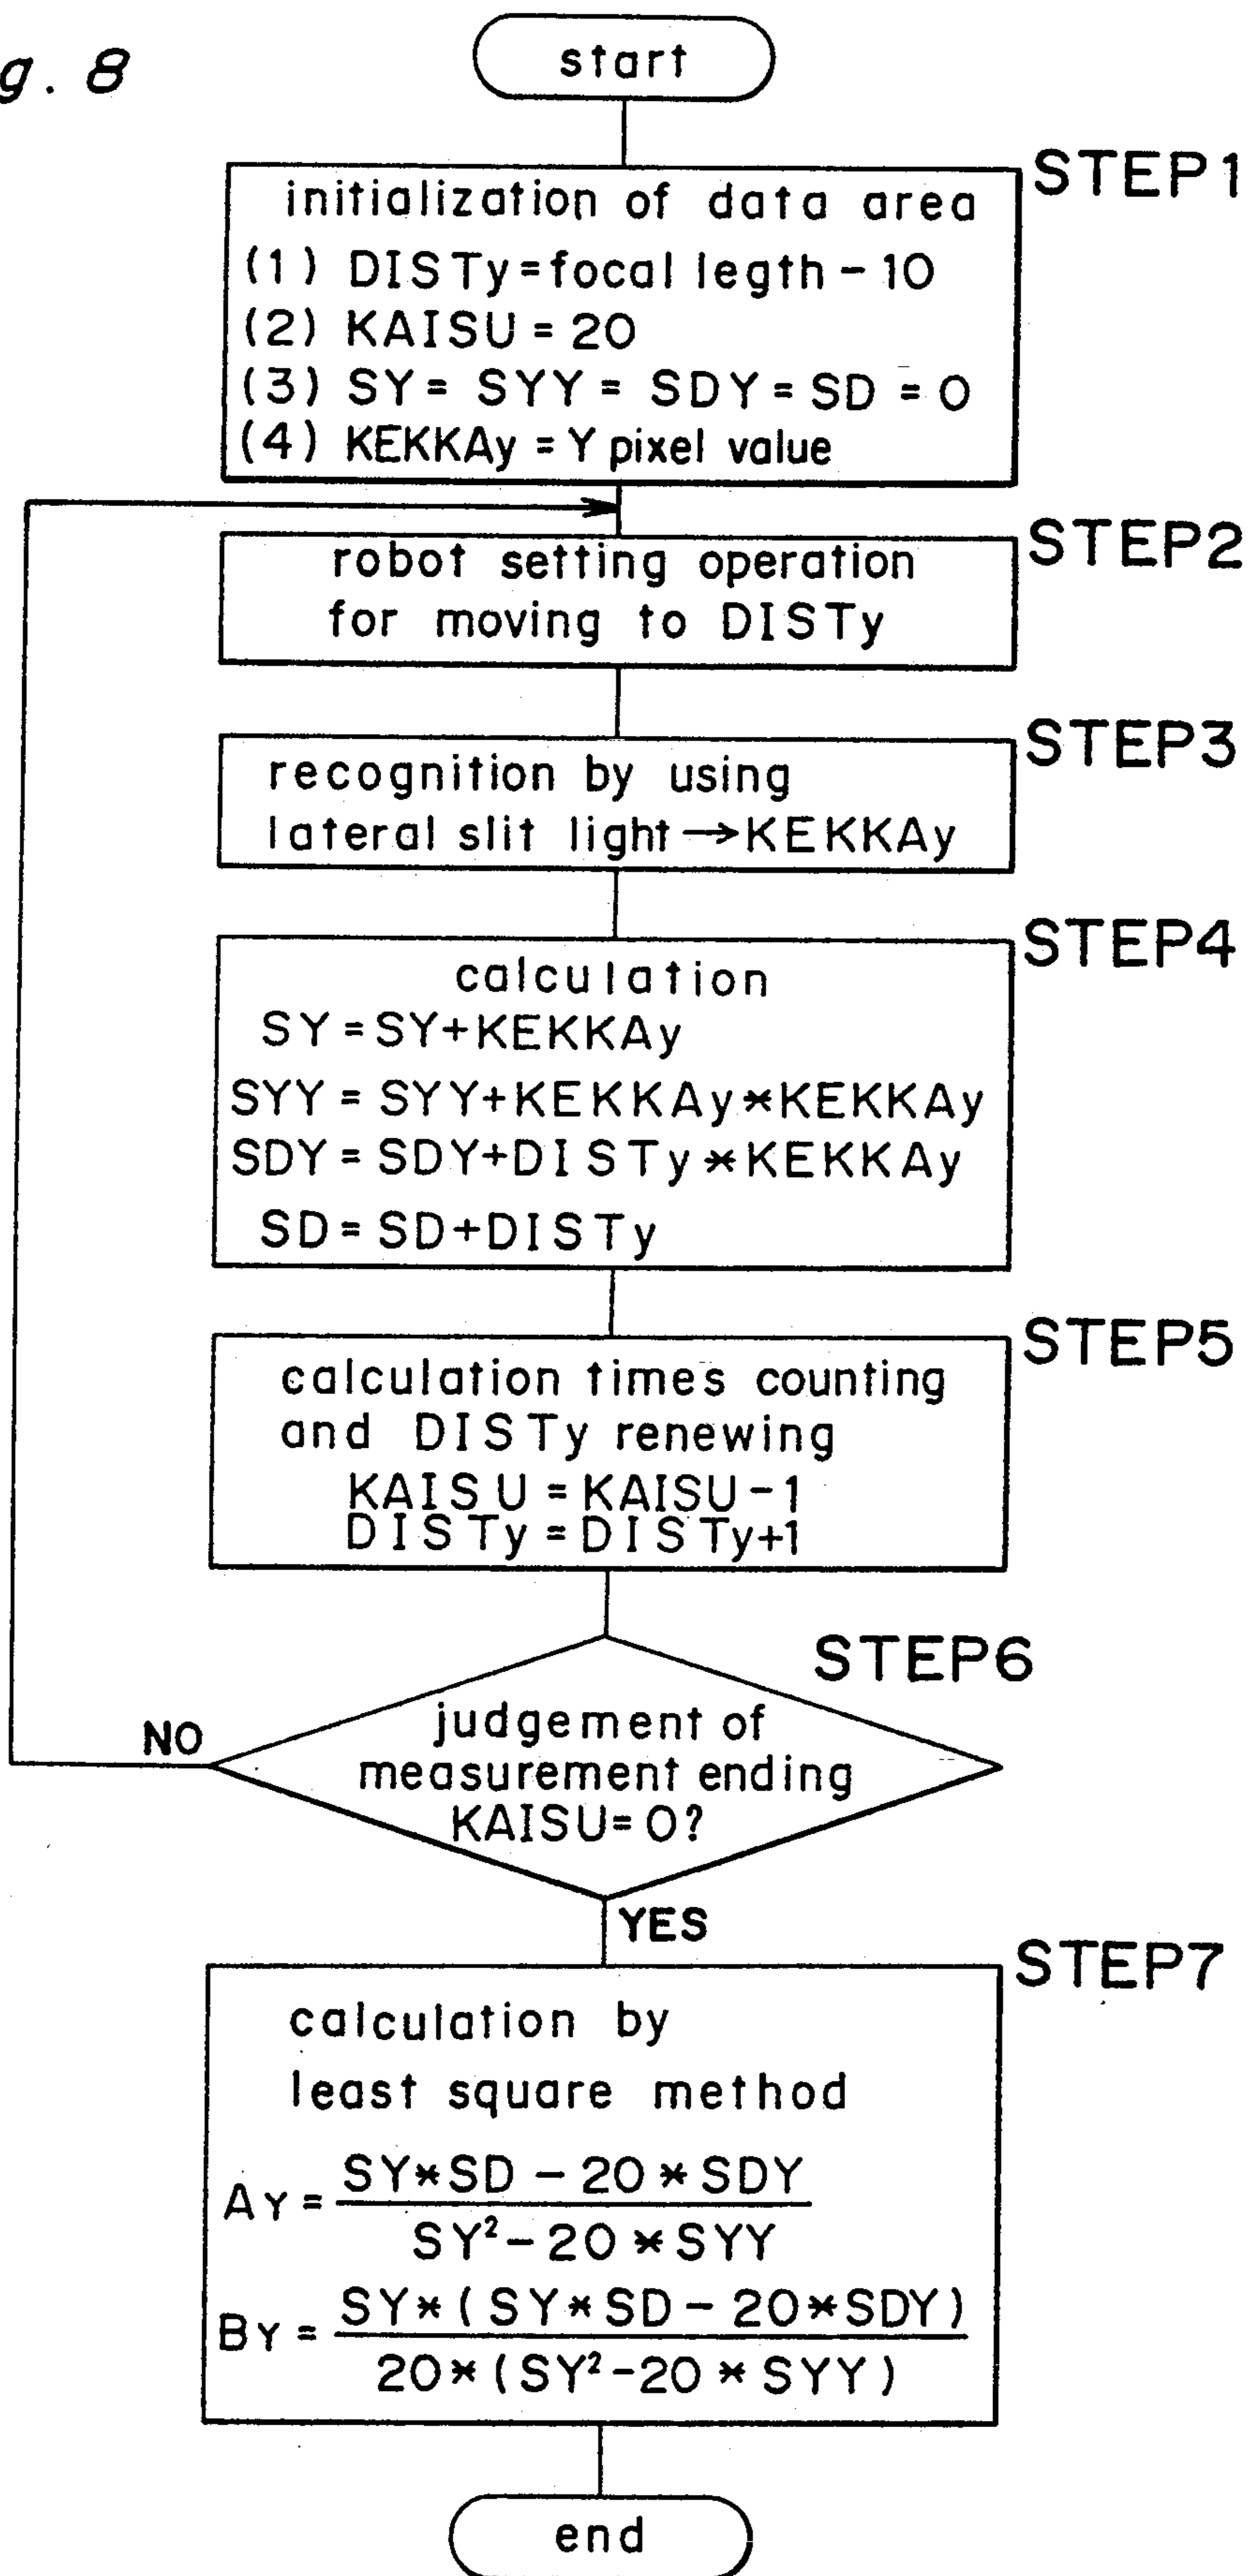 g. 8
start
STEP1
initialization of data area
(1) DISTy=focal legth-10
(2) KAISU=20
(3) SY=SYY=SDY=SD=0
(4) KEKKAy=Y pixel value
STEP2
robot setting operation
for moving to DISTy
STEP3
recognition by using
lateral slit light→KEKKAy
STEP4
calculation
SY=SY+KEKKAy
SYY=SYY+KEKKAy*KEKKAy
SDY=SDY+DISTy*KEKKAy
SD=SD+DISTy
STEP5
calculation times counting
and DISTy renewing
KAISU=KAISU-1
DISTy=DISTy+1
STEP6
judgement of
NO
measurement ending
KAISU=0?
YES
STEP7
calculation by
least square method
SY*SD-20*SDY
AY=
SY²-20*SYY
SY*(SY*SD-20*SDY)
BY=
20*(SY²-20*SYY)
end